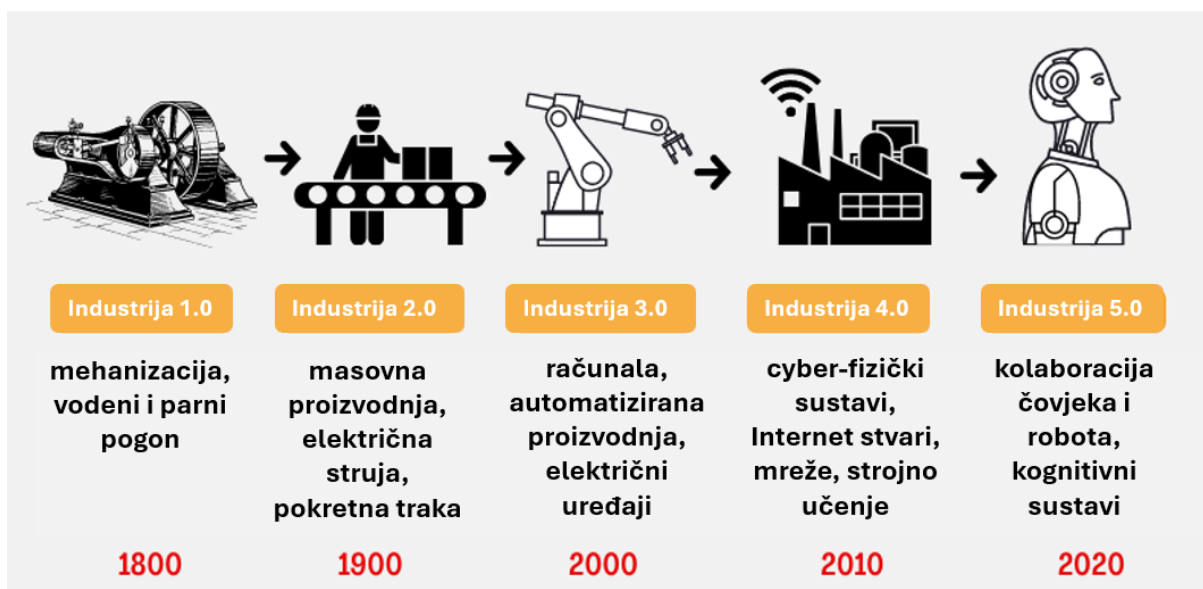 Industrija 1.0
mehanizacija,
vodeni i parni
pogon
1800
Industrija 2.0
masovna
proizvodnja,
električna
struja,
pokretna traka
1900
Industrija 3.0
računala,
automatizirana
proizvodnja,
električni
uređaji
2000
Industrija 4.0
cyber-fizički
sustavi,
Internet stvari,
mreže, strojno
učenje
2010
Industrija 5.0
kolaboracija
čovjeka i
robota,
kognitivni
sustavi
2020